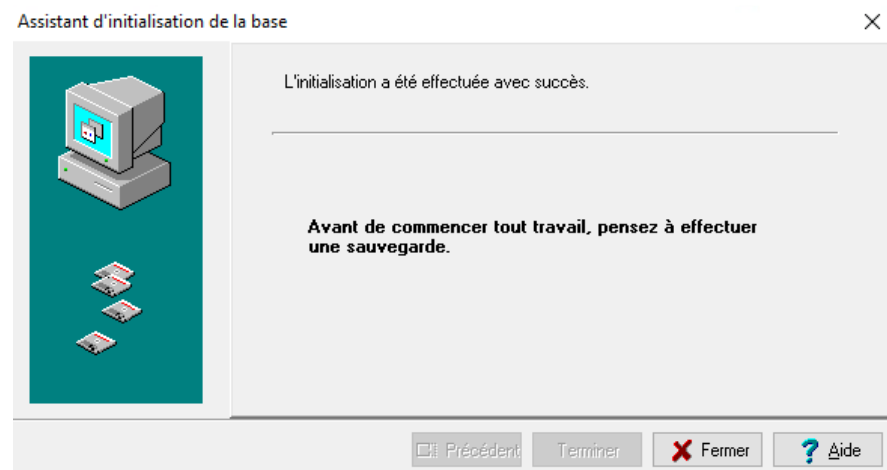 Assistant d'initialisation de la base
L'initialisation a été effectuée avec succès.
Avant de commencer tout travail, pensez à effectuer
une sauvegarde.
Précédent
Terminer
Fermer
Aide